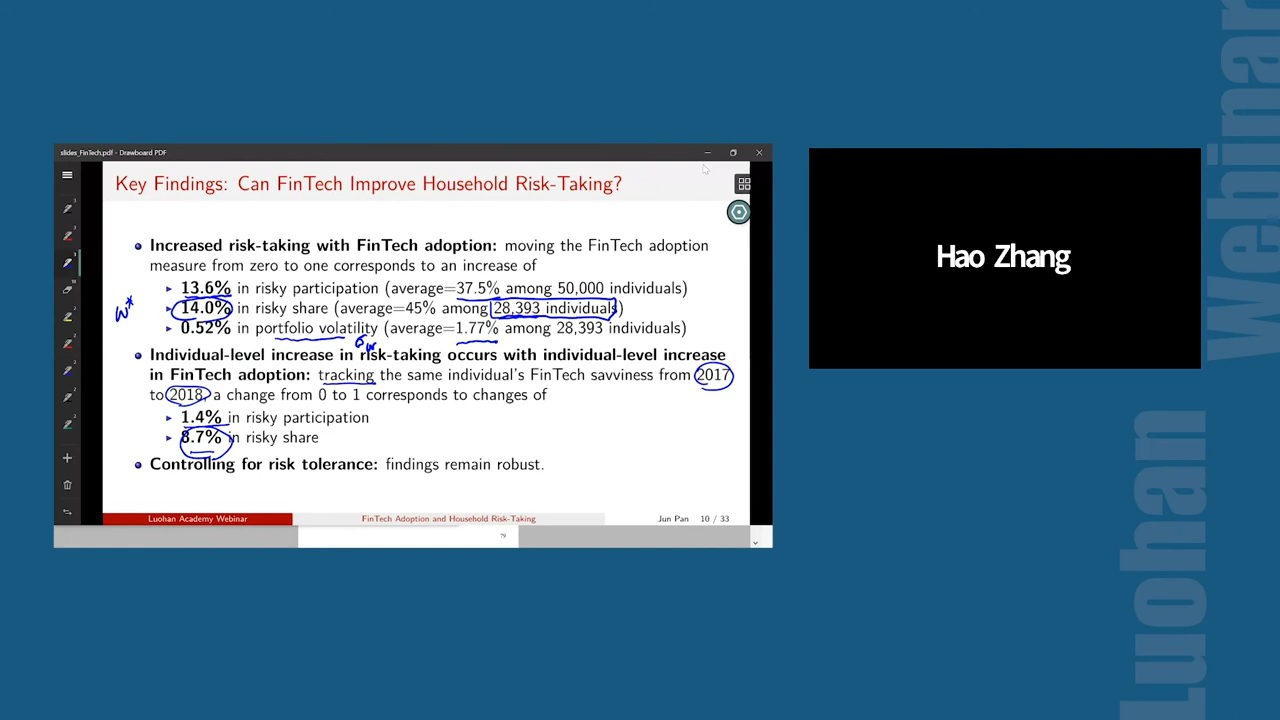 slides_FinTech.pdf - Drawboard PDF
Key Findings: Can FinTech Improve Household Risk-Taking?
Increased risk-taking with FinTech adoption: moving the FinTech adoption
measure from zero to one corresponds to an increase of
13.6% in risky participation (average=37.5% among 50,000 individuals)
14.0% in risky share (average=45% among 28,393 individuals)
w*
0.52% in portfolio volatility (average=1.77% among 28,393 individuals)
σw
Individual-level increase in risk-taking occurs with individual-level increase
in FinTech adoption: tracking the same individual's FinTech savviness from 2017
to 2018, a change from 0 to 1 corresponds to changes of
1.4% in risky participation
8.7% in risky share
Controlling for risk tolerance: findings remain robust.
Luohan Academy Webinar
FinTech Adoption and Household Risk-Taking
Jun Pan 10 / 33
79
Hao Zhang
Luohan
Webinar